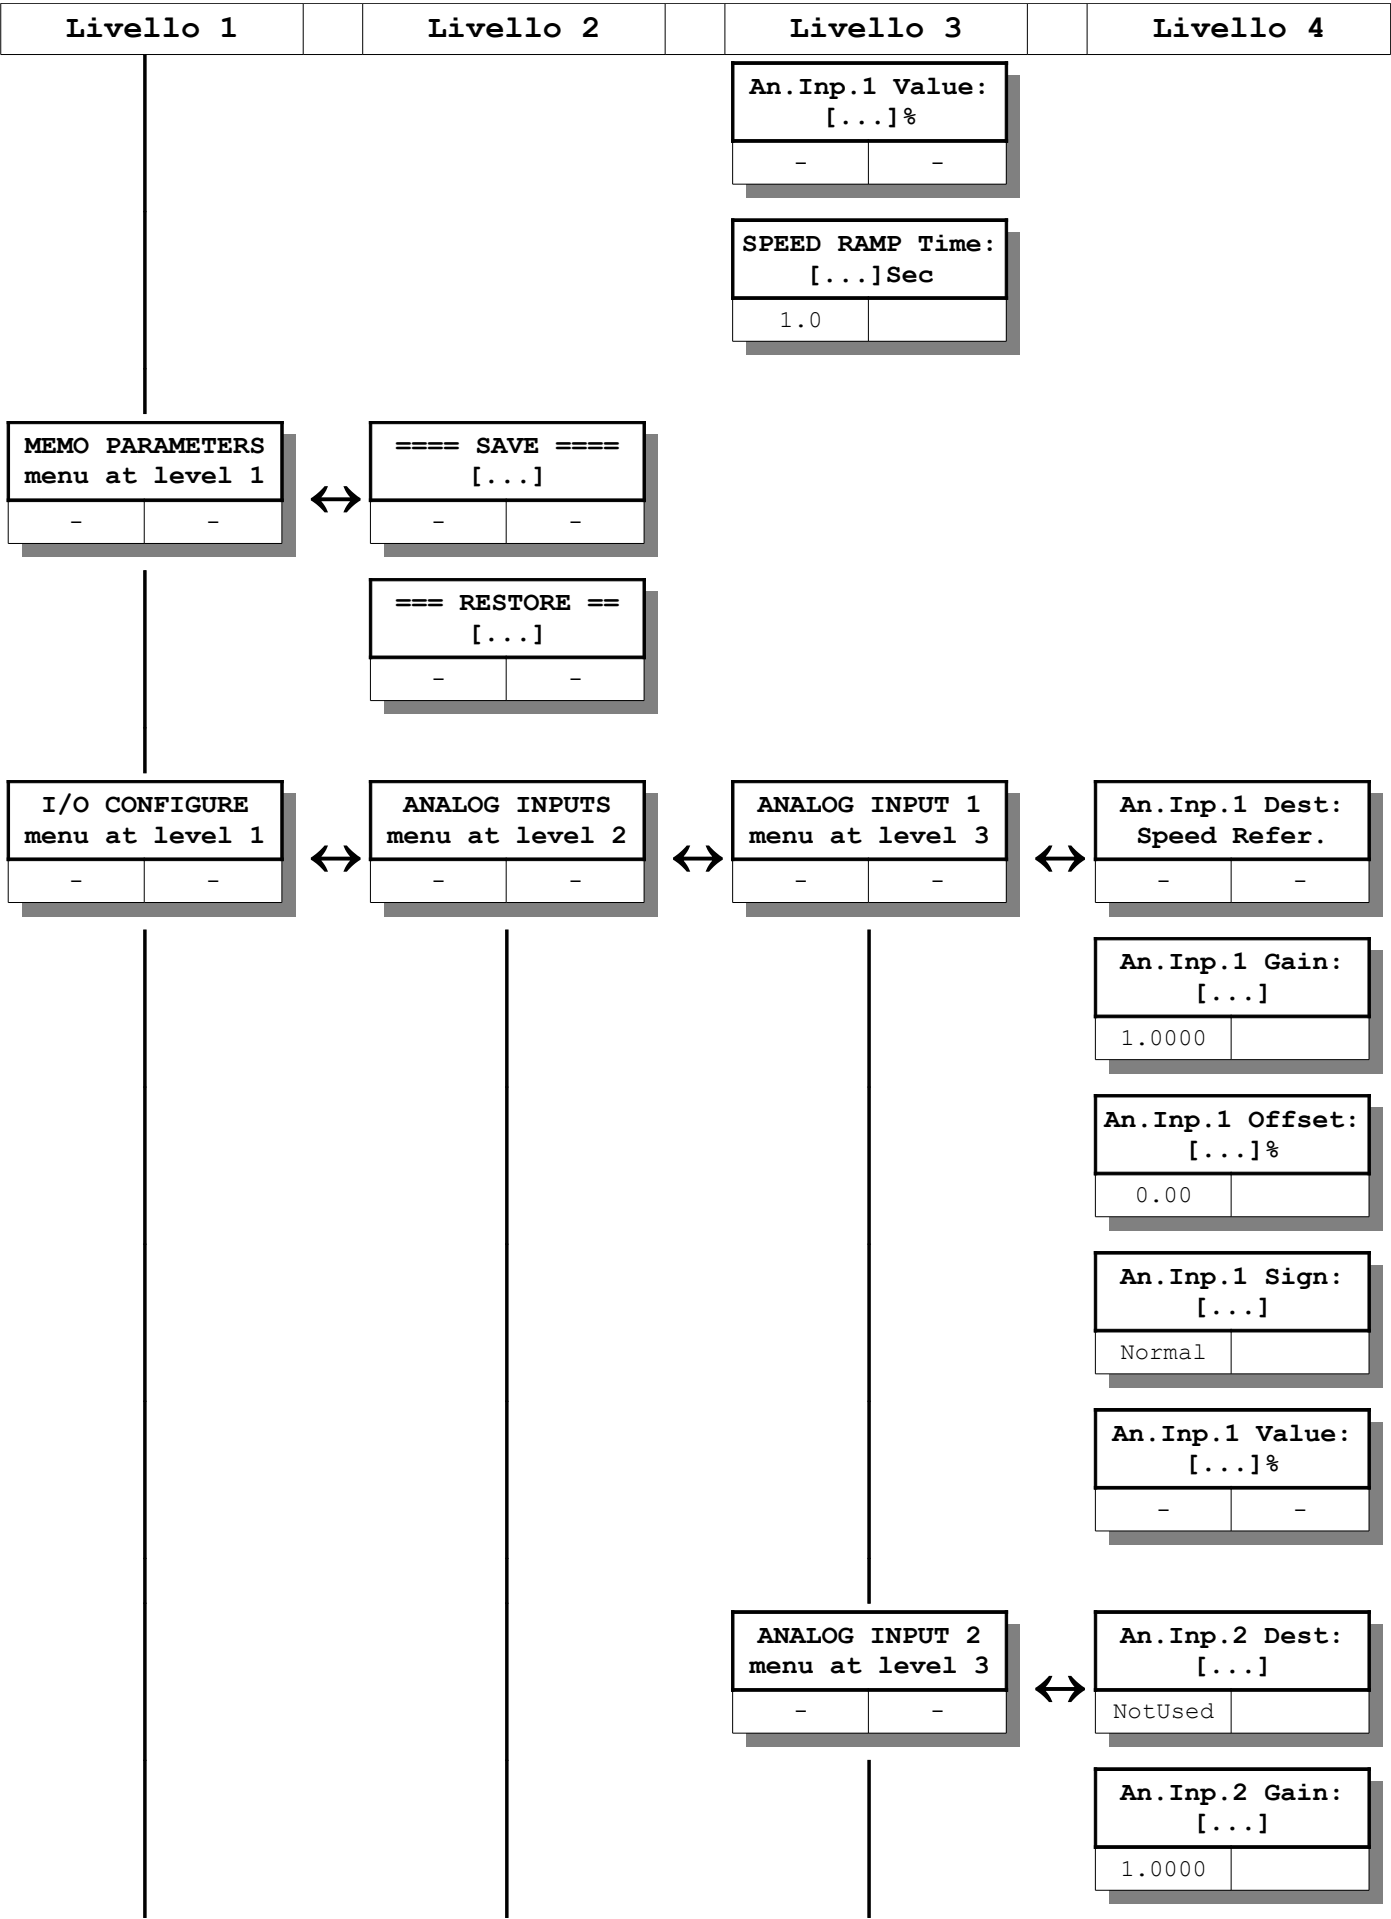 Livello 1 Livello 2 Livello 3 Livello 4
An.Inp.1 Value:
[...]%
- -
SPEED RAMP Time:
[...]Sec
1.0
MEMO PARAMETERS
menu at level 1
- -
==== SAVE ====
[...]
- -
=== RESTORE ==
[...]
- -
I/O CONFIGURE
menu at level 1
- -
ANALOG INPUTS
menu at level 2
- -
ANALOG INPUT 1
menu at level 3
- -
An.Inp.1 Dest:
Speed Refer.
- -
An.Inp.1 Gain:
[...]
1.0000
An.Inp.1 Offset:
[...]%
0.00
An.Inp.1 Sign:
[...]
Normal
An.Inp.1 Value:
[...]%
- -
ANALOG INPUT 2
menu at level 3
- -
An.Inp.2 Dest:
[...]
NotUsed
An.Inp.2 Gain:
[...]
1.0000